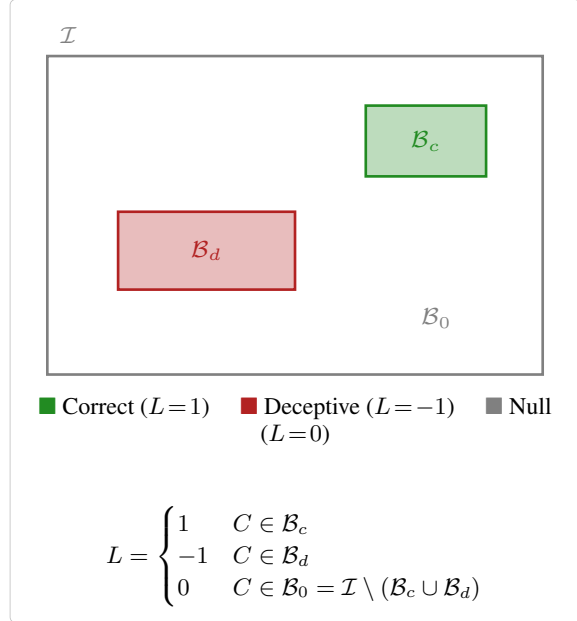 ℐ
ℬ_c
ℬ_d
ℬ_0
Correct (L = 1) Deceptive (L = −1) Null
(L = 0)
L = { 1 C ∈ ℬ_c
−1 C ∈ ℬ_d
0 C ∈ ℬ_0 = ℐ \ (ℬ_c ∪ ℬ_d)